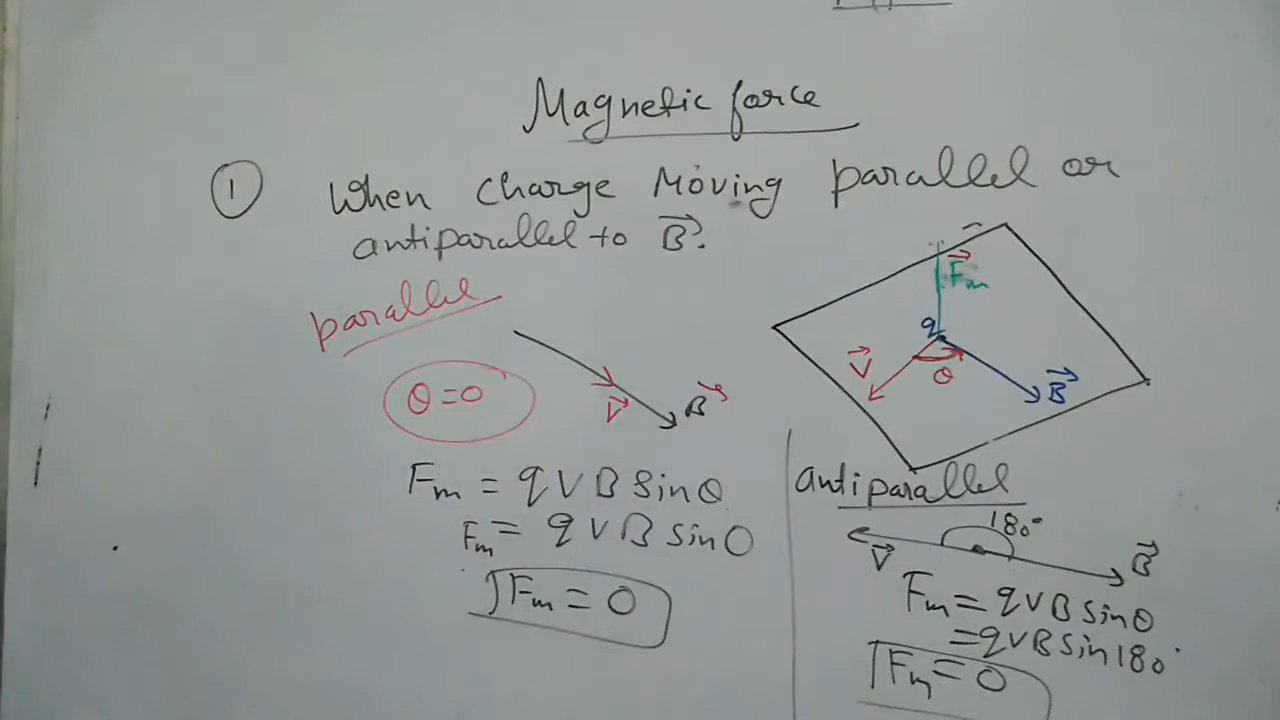 Magnetic force
① When charge Moving parallel or
antiparallel to B⃗.
parallel
θ = 0
V⃗
B⃗
F⃗m
q
V⃗
θ
B⃗
Fm = qVB Sinθ
Fm = qVB sin0
Fm = 0
antiparallel
180°
V⃗
B⃗
Fm = qVB sinθ
= qVB sin180°
Fm = 0